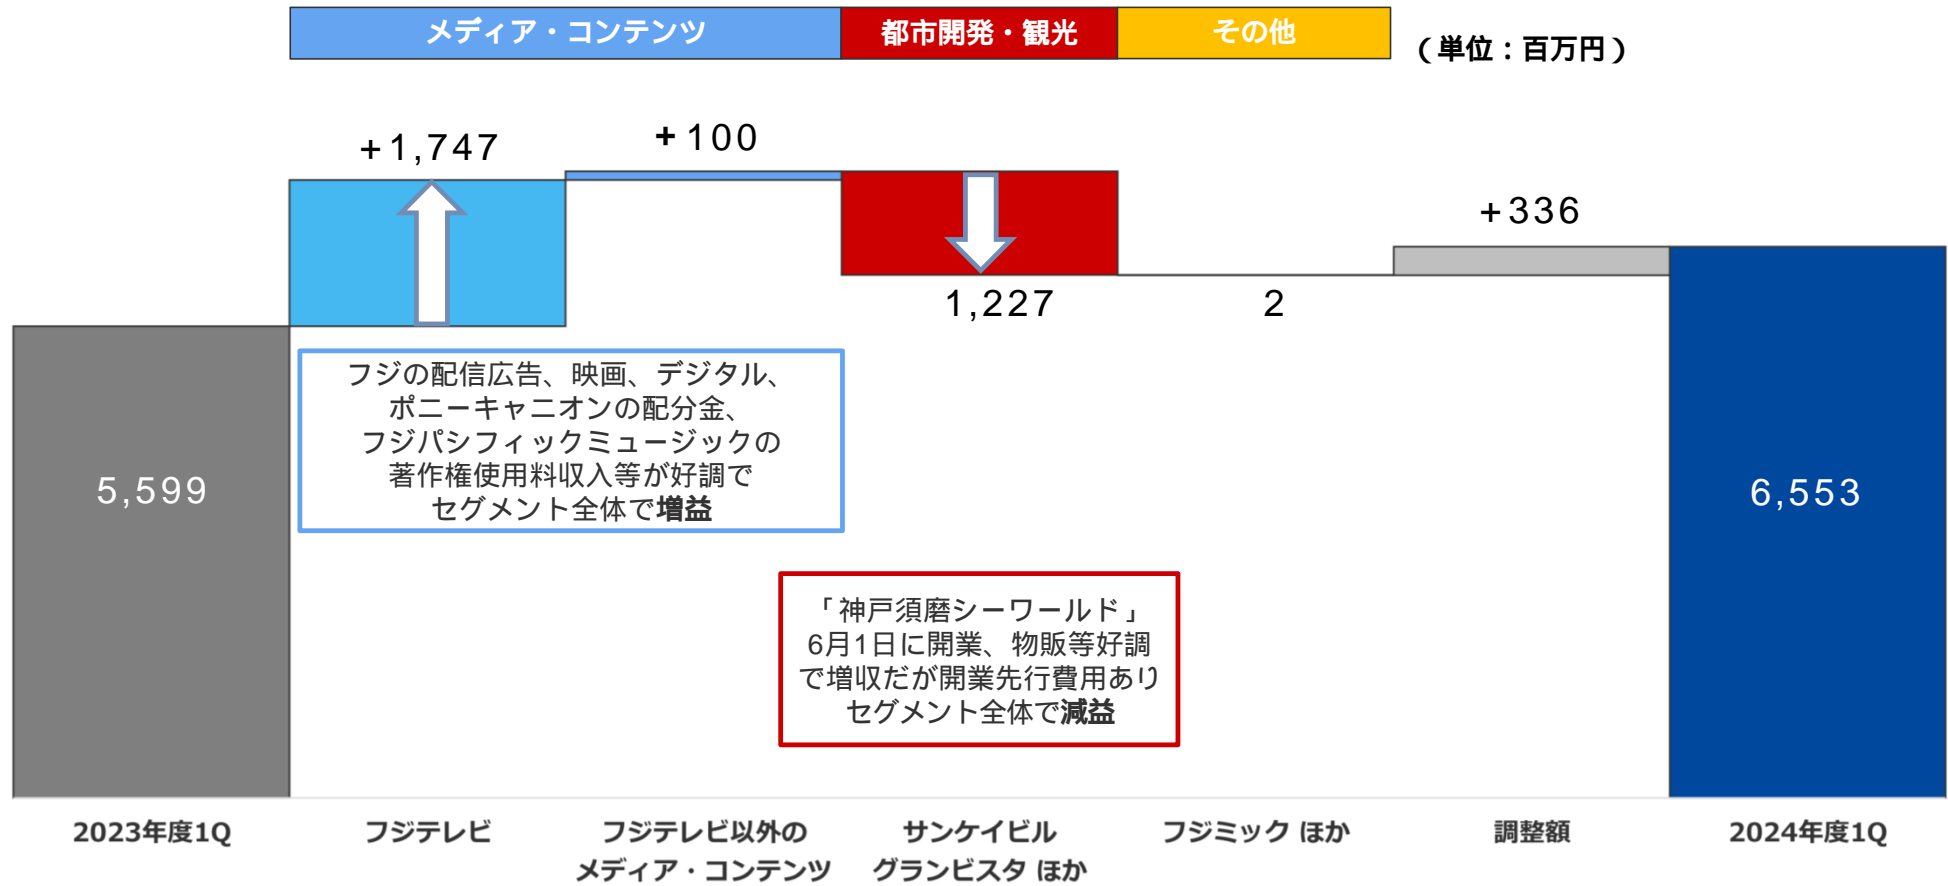 メディア・コンテンツ
都市開発・観光
その他
（単位：百万円）
+1,747
+100
1,227
2
+336
5,599
6,553
フジの配信広告、映画、デジタル、
ポニーキャニオンの配分金、
フジパシフィックミュージックの
著作権使用料収入等が好調で
セグメント全体で増益
「神戸須磨シーワールド」
6月1日に開業、物販等好調
で増収だが開業先行費用あり
セグメント全体で減益
2023年度1Q
フジテレビ
フジテレビ以外の
メディア・コンテンツ
サンケイビル
グランビスタ ほか
フジミック ほか
調整額
2024年度1Q